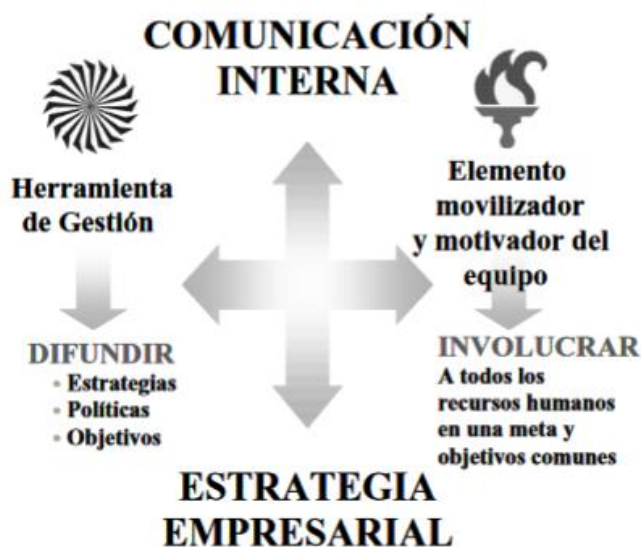 COMUNICACIÓN
INTERNA
Herramienta
de Gestión
DIFUNDIR
• Estrategias
• Políticas
• Objetivos
Elemento
movilizador
y motivador del
equipo
INVOLUCRAR
A todos los
recursos humanos
en una meta y
objetivos comunes
ESTRATEGIA
EMPRESARIAL